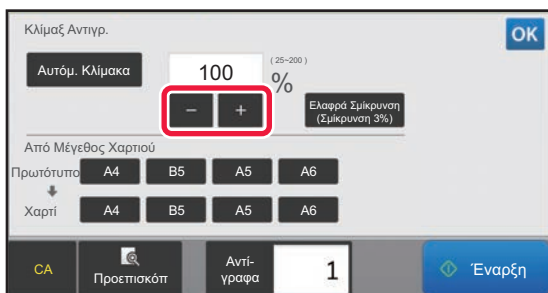 Κλίμαξ Αντιγρ.
OK
Αυτόμ. Κλίμακα
100
( 25~200 )
%
− +
Ελαφρά Σμίκρυνση
(Σμίκρυνση 3%)
Από Μέγεθος Χαρτιού
Πρωτότυπο A4 B5 A5 A6
Χαρτί A4 B5 A5 A6
CA
Προεπισκόπ
Αντί-
γραφα
1
Έναρξη